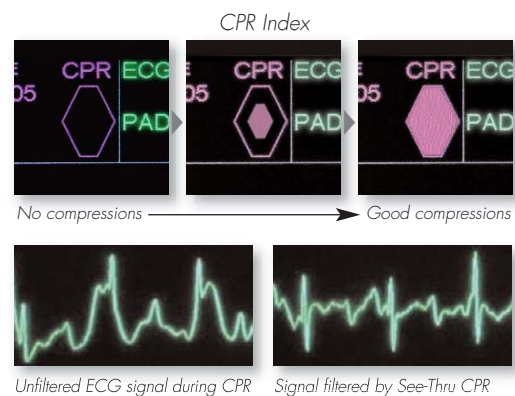 CPR Index
CPR ECG
05
PAD
CPR ECG
05
PAD
CPR ECG
05
PAD
No compressions
Good compressions
Unfiltered ECG signal during CPR
Signal filtered by See-Thru CPR